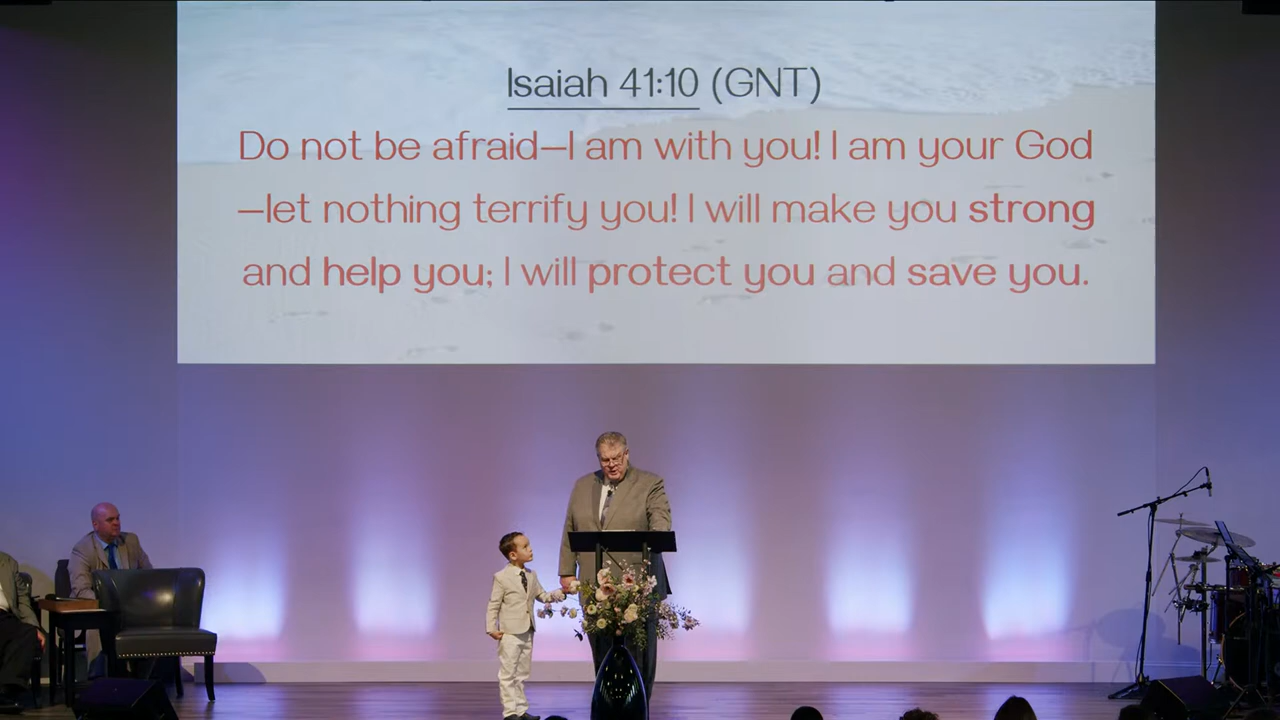 Isaiah 41:10 (GNT)
Do not be afraid—I am with you! I am your God
—let nothing terrify you! I will make you strong
and help you; I will protect you and save you.